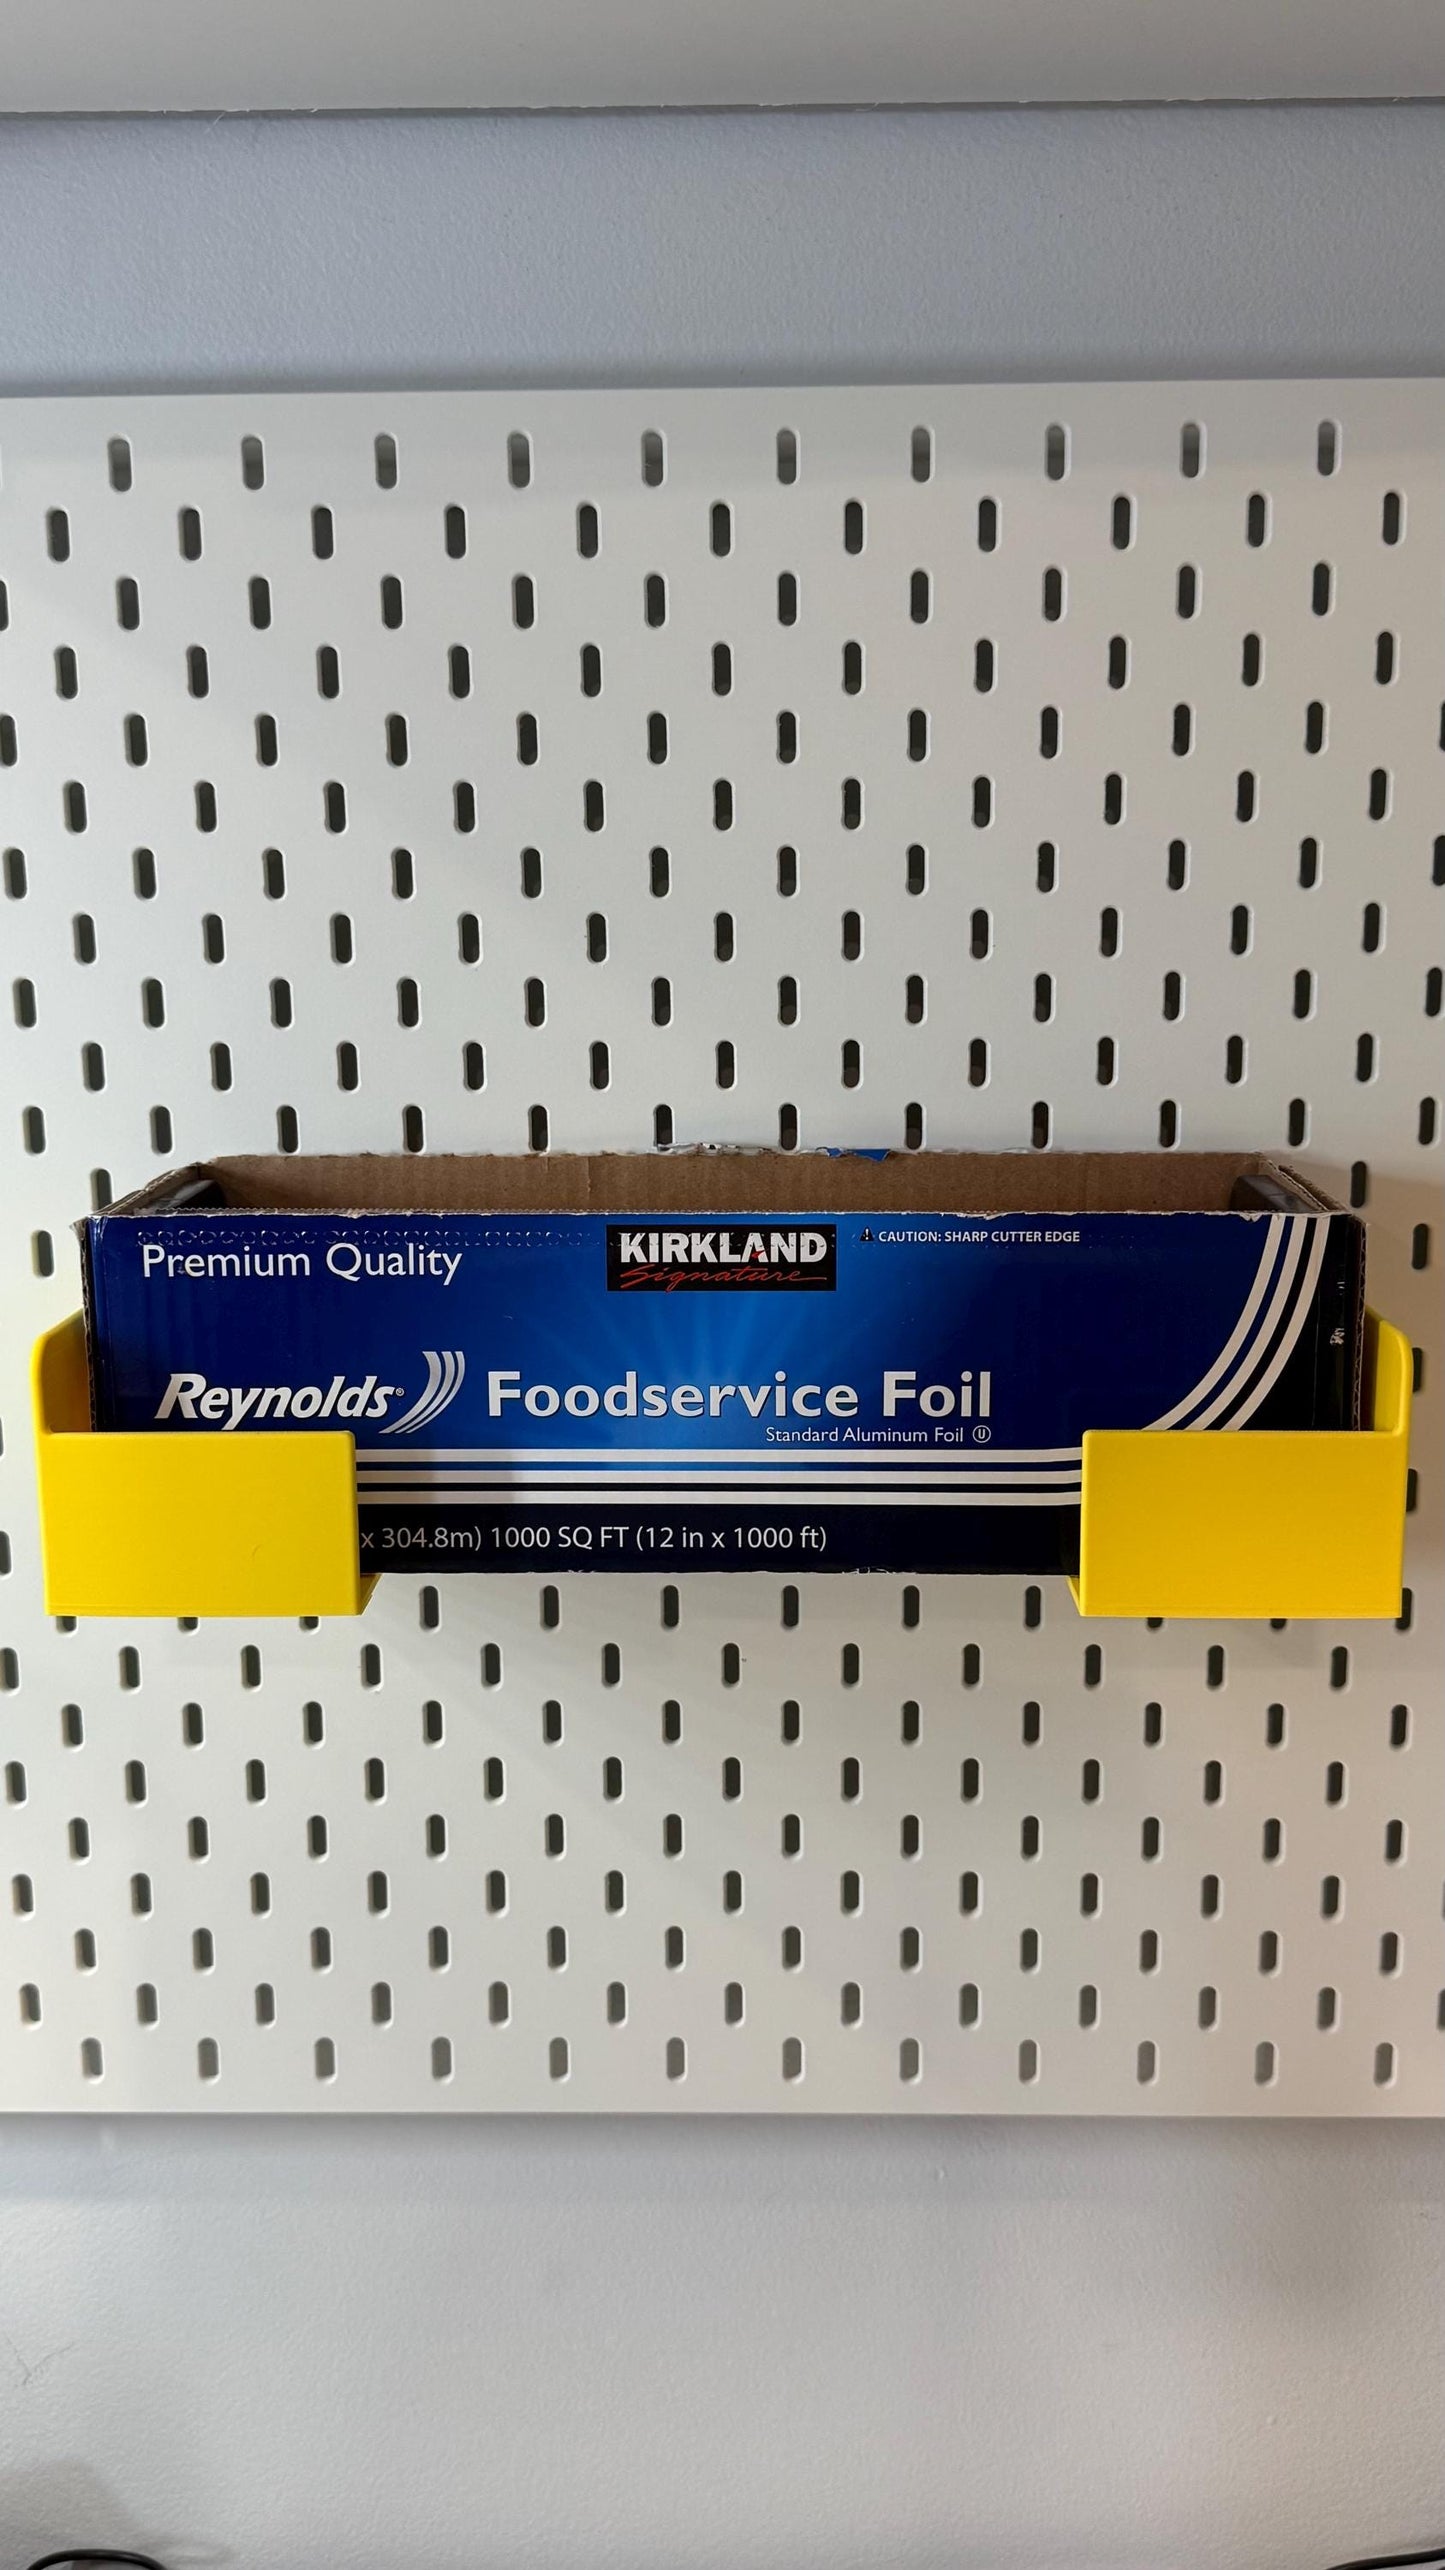 Premium Quality
KIRKLAND
Signature
CAUTION: SHARP CUTTER EDGE
Reynolds® Foodservice Foil
Standard Aluminum Foil Ⓤ
x 304.8m) 1000 SQ FT (12 in x 1000 ft)